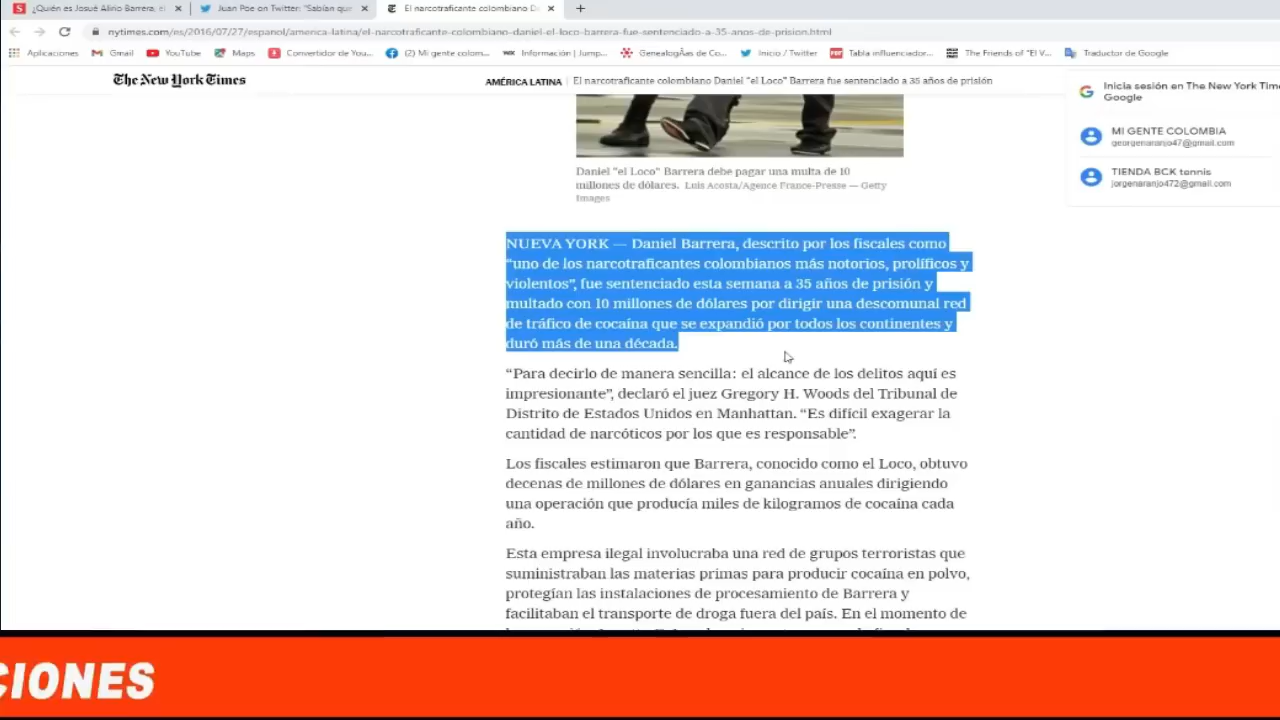 ¿Quién es Josué Alirio Barrera, e
Juan Poe on Twitter: "Sabían que
El narcotraficante colombiano D
nytimes.com/es/2016/07/27/espanol/america-latina/el-narcotraficante-colombiano-daniel-el-loco-barrera-fue-sentenciado-a-35-anos-de-prision.html
Aplicaciones
Gmail
YouTube
Maps
Convertidor de You...
(2) Mi gente colom...
Información | Jump...
GenealogÃas de Co...
Inicio / Twitter
Tabla influenciador...
The Friends of "El V...
Traductor de Google
The New York Times
AMÉRICA LATINA | El narcotraficante colombiano Daniel "el Loco" Barrera fue sentenciado a 35 años de prisión
Inicia sesión en The New York Time
Google
MI GENTE COLOMBIA
georgenaranjo47@gmail.com
TIENDA BCK tennis
jorgenaranjo472@gmail.com
Daniel "el Loco" Barrera debe pagar una multa de 10
millones de dólares. Luis Acosta/Agence France-Presse — Getty
Images
NUEVA YORK — Daniel Barrera, descrito por los fiscales como
“uno de los narcotraficantes colombianos más notorios, prolíficos y
violentos”, fue sentenciado esta semana a 35 años de prisión y
multado con 10 millones de dólares por dirigir una descomunal red
de tráfico de cocaína que se expandió por todos los continentes y
duró más de una década.
“Para decirlo de manera sencilla: el alcance de los delitos aquí es
impresionante”, declaró el juez Gregory H. Woods del Tribunal de
Distrito de Estados Unidos en Manhattan. “Es difícil exagerar la
cantidad de narcóticos por los que es responsable”.
Los fiscales estimaron que Barrera, conocido como el Loco, obtuvo
decenas de millones de dólares en ganancias anuales dirigiendo
una operación que producía miles de kilogramos de cocaína cada
año.
Esta empresa ilegal involucraba una red de grupos terroristas que
suministraban las materias primas para producir cocaína en polvo,
protegían las instalaciones de procesamiento de Barrera y
facilitaban el transporte de droga fuera del país. En el momento de
CIONES